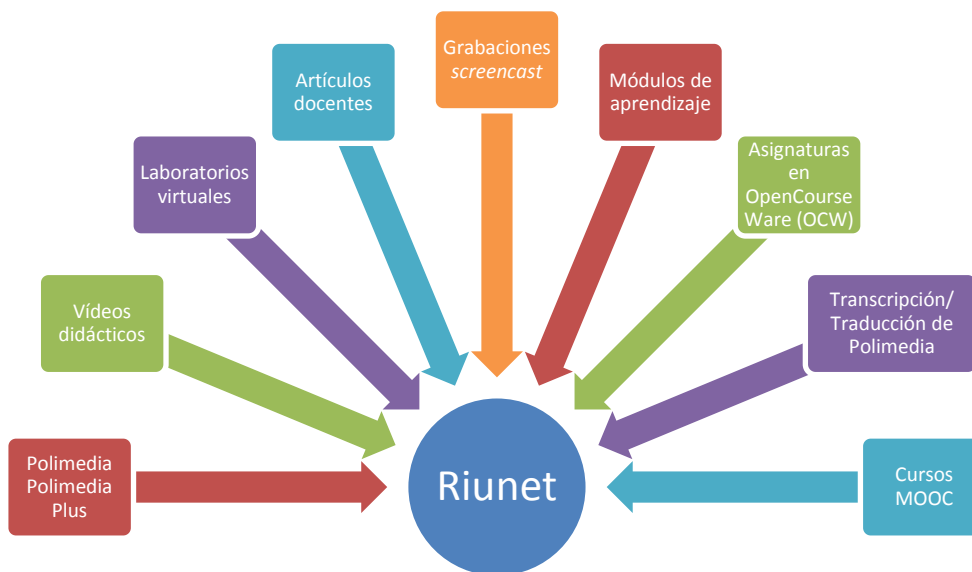 Polimedia
Polimedia
Plus
Vídeos
didácticos
Laboratorios
virtuales
Artículos
docentes
Grabaciones
screencast
Módulos de
aprendizaje
Asignaturas
en
OpenCourse
Ware (OCW)
Transcripción/
Traducción de
Polimedia
Cursos
MOOC
Riunet